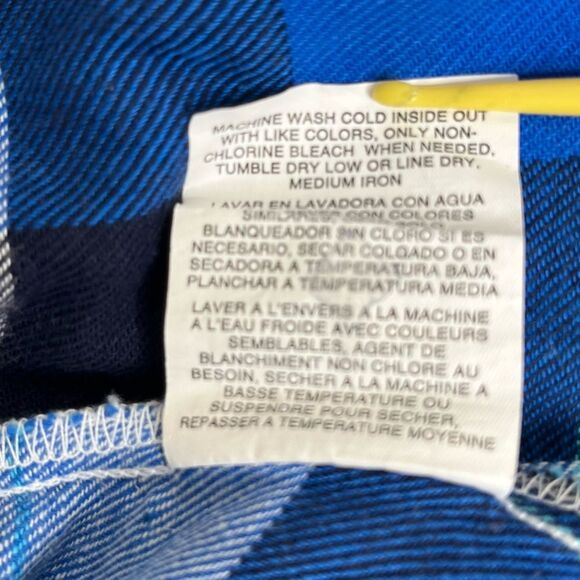 MACHINE WASH COLD INSIDE OUT
WITH LIKE COLORS, ONLY NON-
CHLORINE BLEACH WHEN NEEDED,
TUMBLE DRY LOW OR LINE DRY,
MEDIUM IRON
LAVAR EN LAVADORA CON AGUA
CON COLORES
BLANQUEADOR SIN CLORO SI ES
NECESARIO, SECAR COLGADO O EN
SECADORA A TEMPERATURA BAJA,
PLANCHAR A TEMPERATURA MEDIA
LAVER A L'ENVERS A LA MACHINE
A L'EAU FROIDE AVEC COULEURS
SEMBLABLES, AGENT DE
BLANCHIMENT NON CHLORE AU
BESOIN, SECHER A LA MACHINE A
BASSE TEMPERATURE OU
SUSPENDRE POUR SECHER,
REPASSER A TEMPERATURE MOYENNE